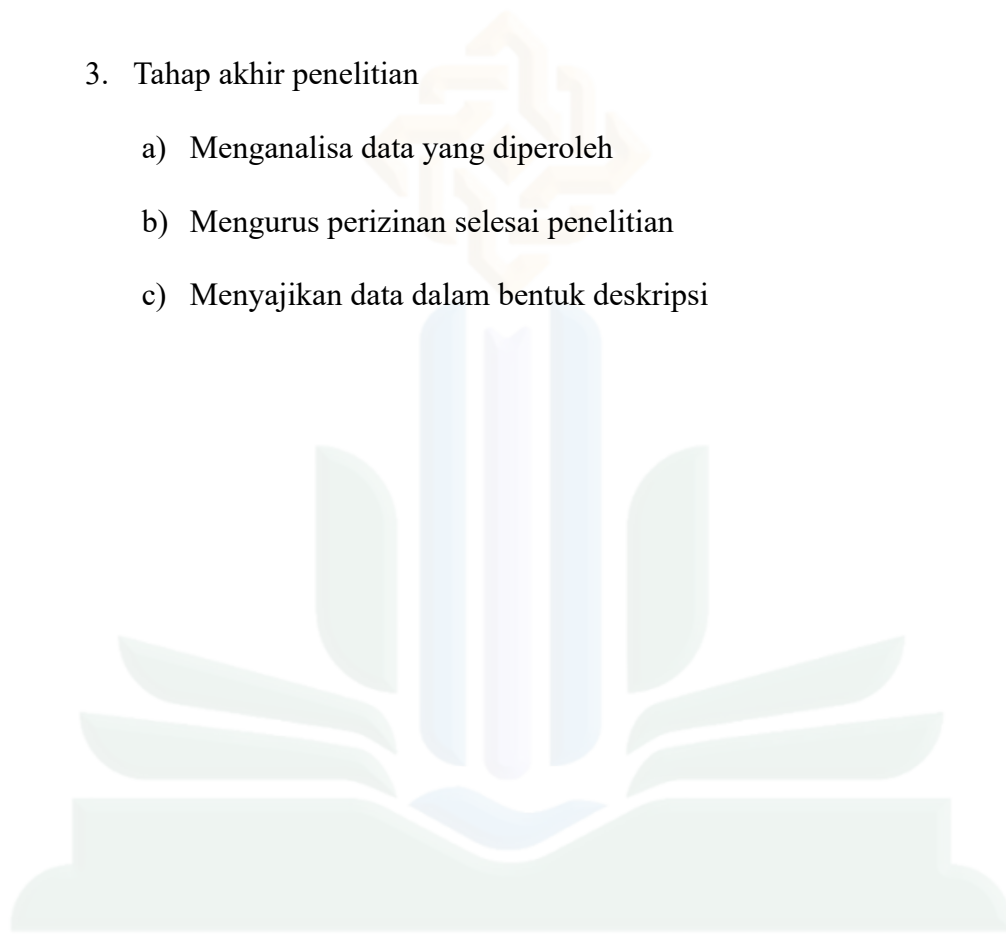 3. Tahap akhir penelitian
a) Menganalisa data yang diperoleh
b) Mengurus perizinan selesai penelitian
c) Menyajikan data dalam bentuk deskripsi